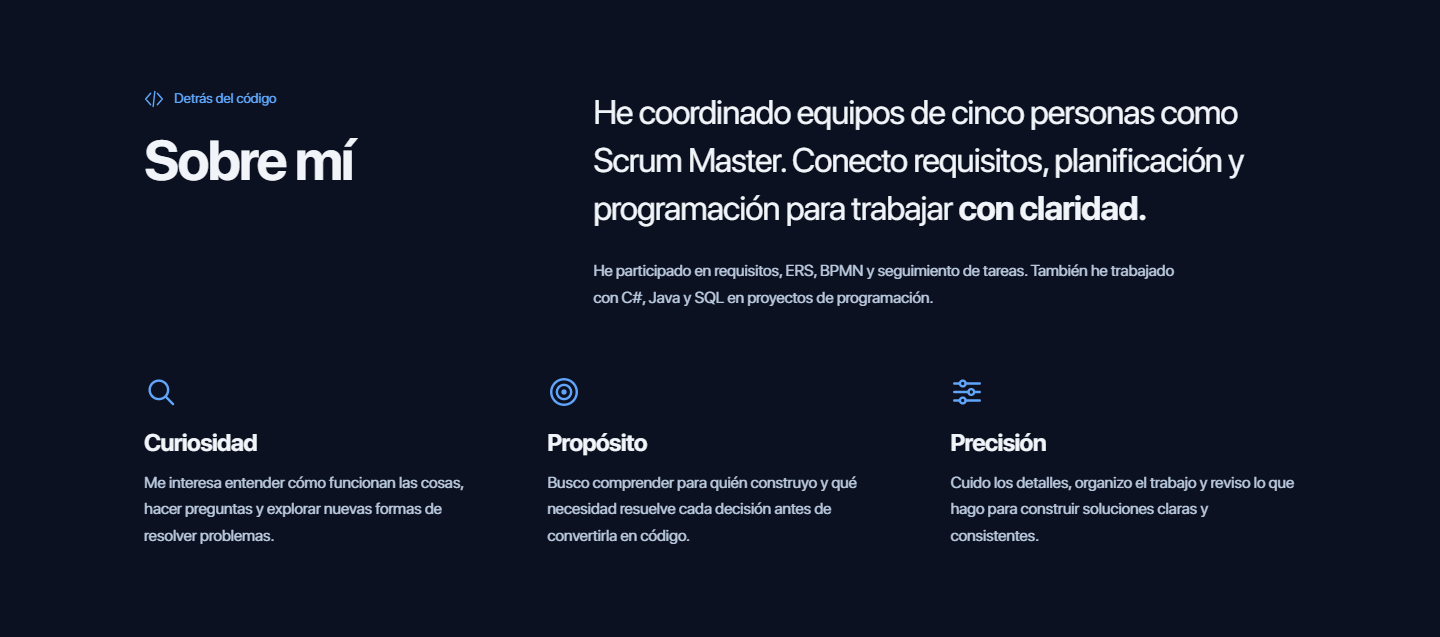 Detrás del código
Sobre mí
He coordinado equipos de cinco personas como
Scrum Master. Conecto requisitos, planificación y
programación para trabajar con claridad.
He participado en requisitos, ERS, BPMN y seguimiento de tareas. También he trabajado
con C#, Java y SQL en proyectos de programación.
Curiosidad
Me interesa entender cómo funcionan las cosas,
hacer preguntas y explorar nuevas formas de
resolver problemas.
Propósito
Busco comprender para quién construyo y qué
necesidad resuelve cada decisión antes de
convertirla en código.
Precisión
Cuido los detalles, organizo el trabajo y reviso lo que
hago para construir soluciones claras y
consistentes.